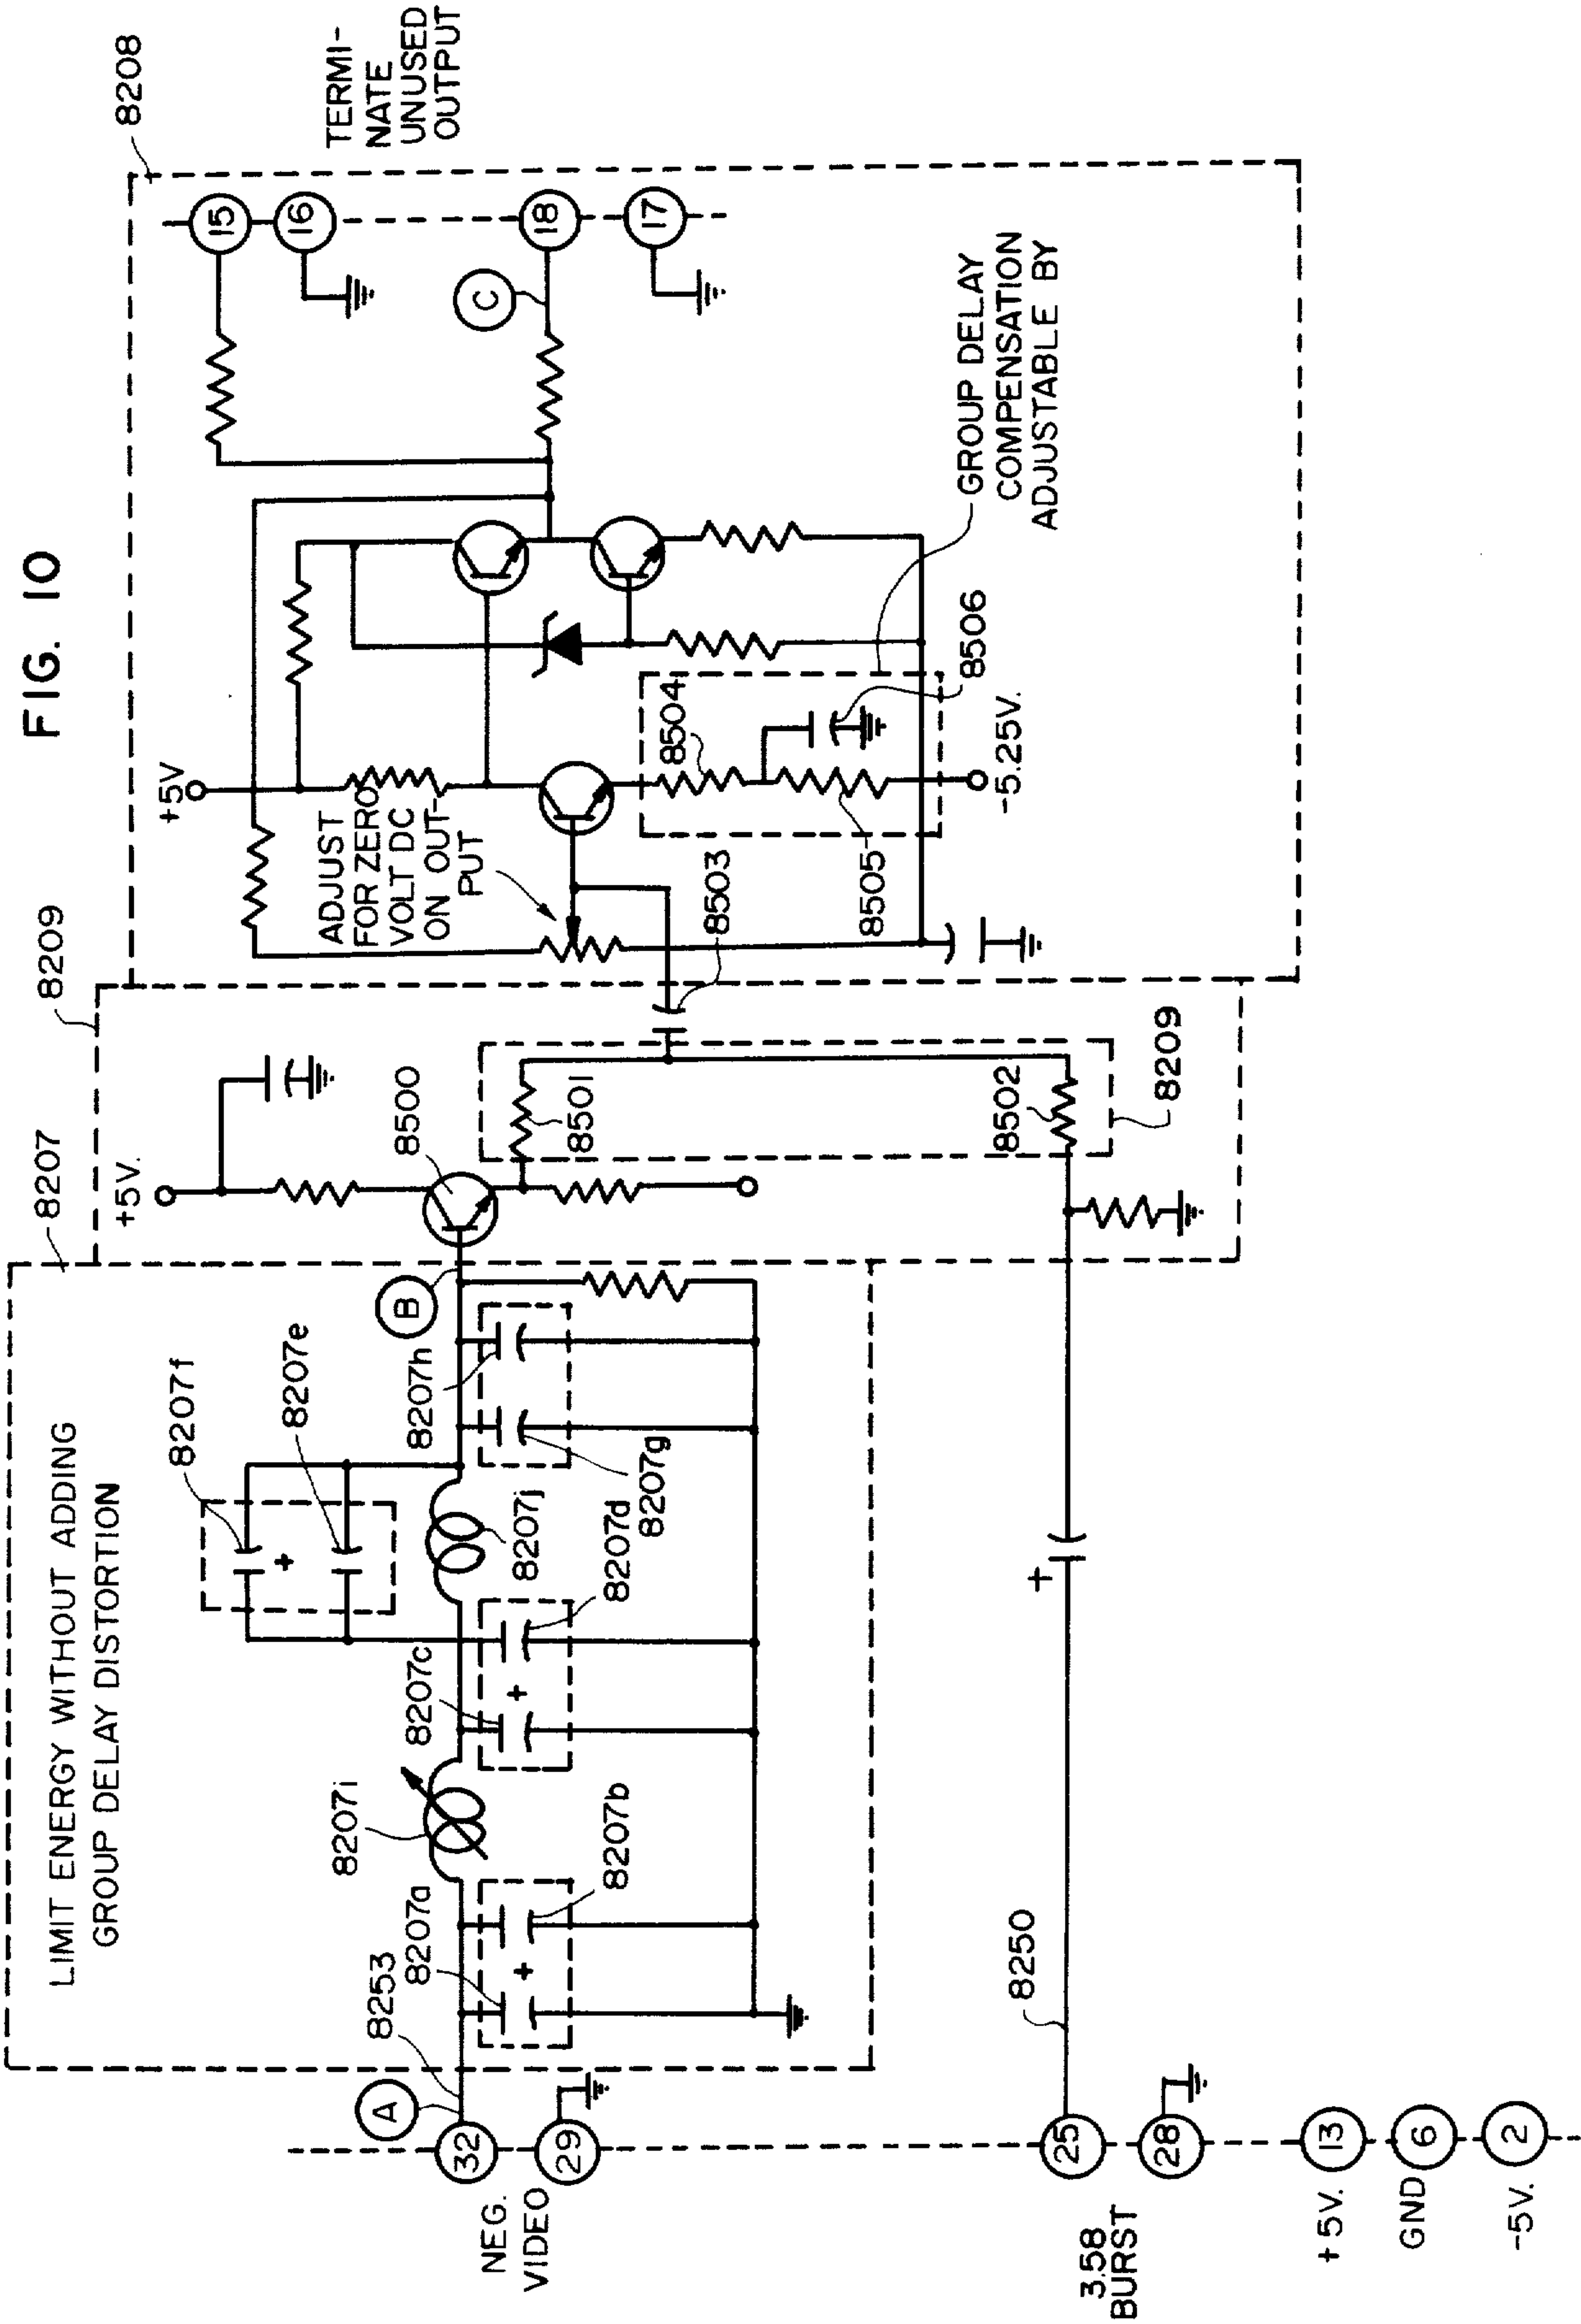 FIG. 10
8207
8209
8208
LIMIT ENERGY WITHOUT ADDING
GROUP DELAY DISTORTION
8207f
8207e
+
+5V.
8500
B
8207i
8207j
8207h
8207g
8207a
8207b
+
8207c
8207d
+
8253
A
32
29
NEG.
VIDEO
8501
8502
8209
8503
+5V
ADJUST
FOR ZERO
VOLT DC
ON OUT-
PUT
8504
8505
8506
-5.25V.
GROUP DELAY
COMPENSATION
ADJUSTABLE BY
C
15
16
18
17
TERMI-
NATE
UNUSED
OUTPUT
8250
+
25
28
3.58
BURST
13
+5V.
6
GND
2
-5V.